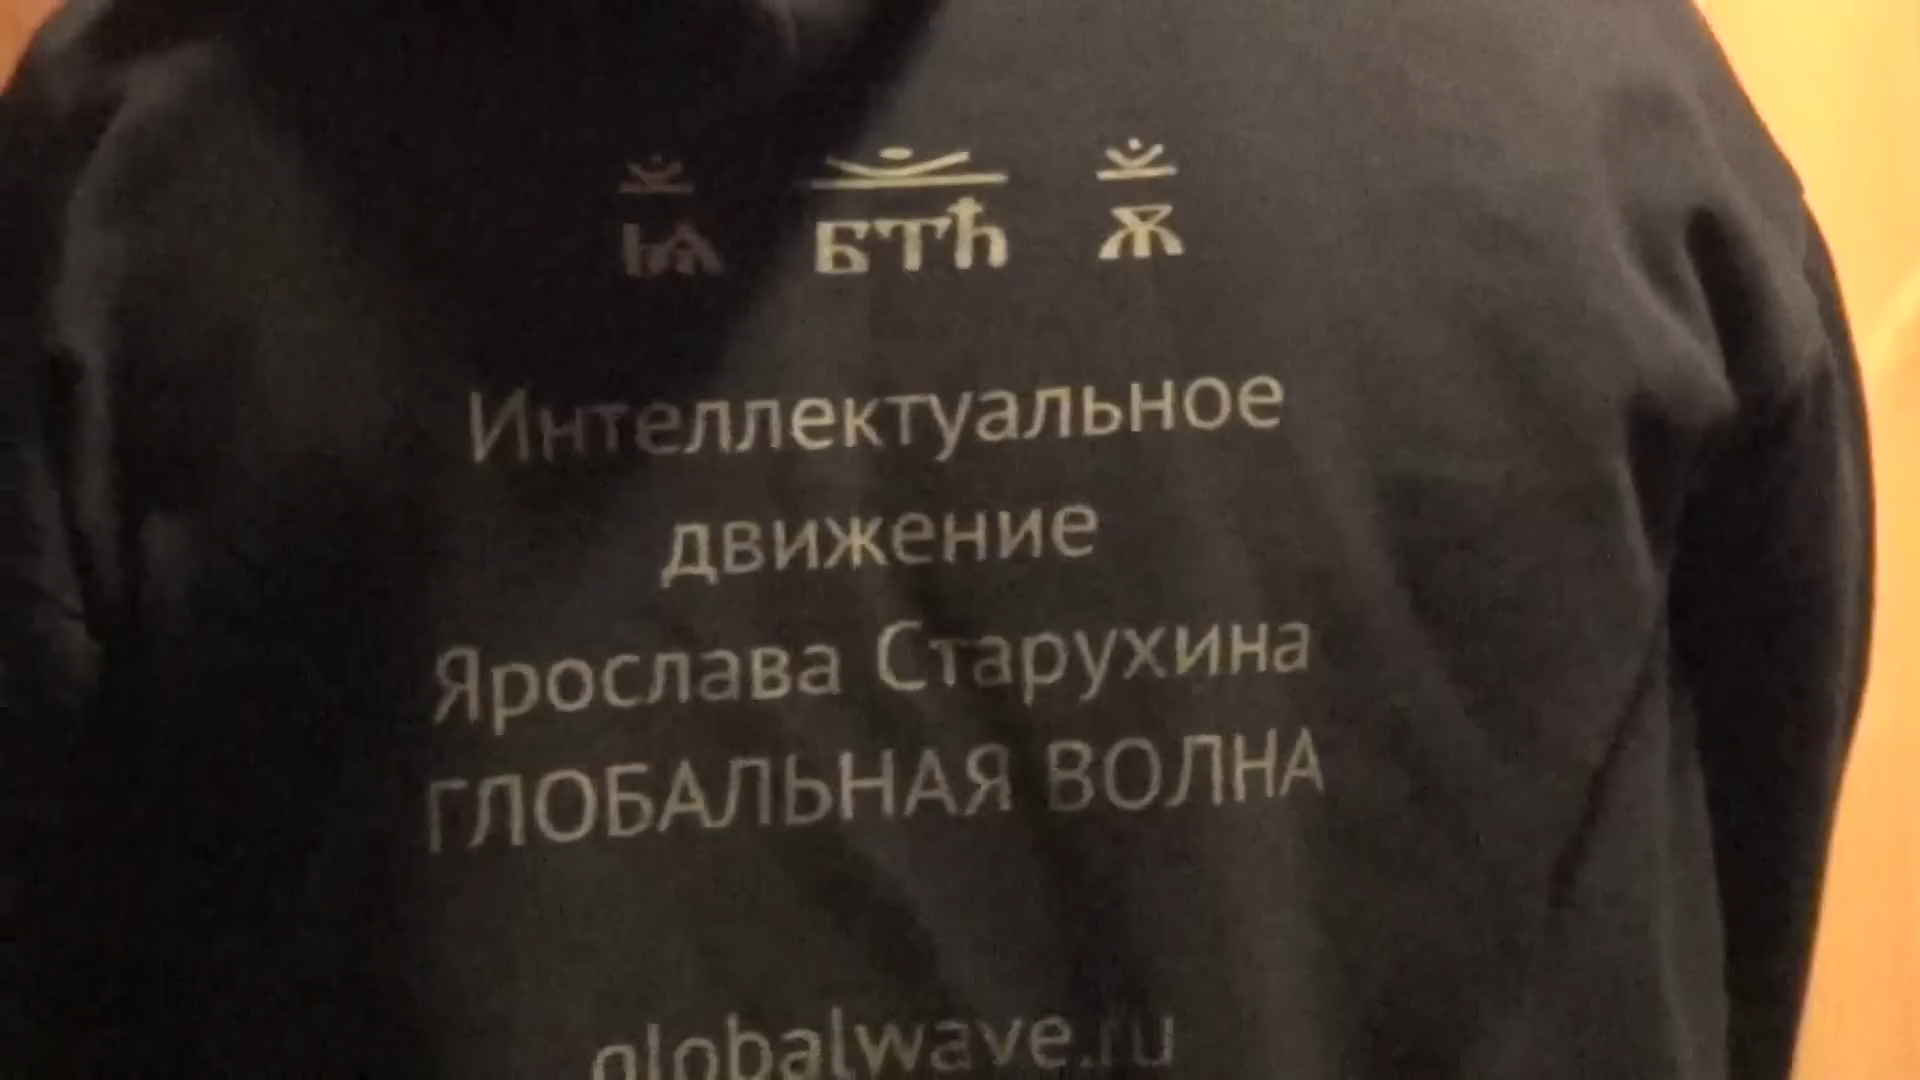 Ѩ БТЋ Ѫ
Интеллектуальное
движение
Ярослава Старухина
ГЛОБАЛЬНАЯ ВОЛНА
globalwave.ru